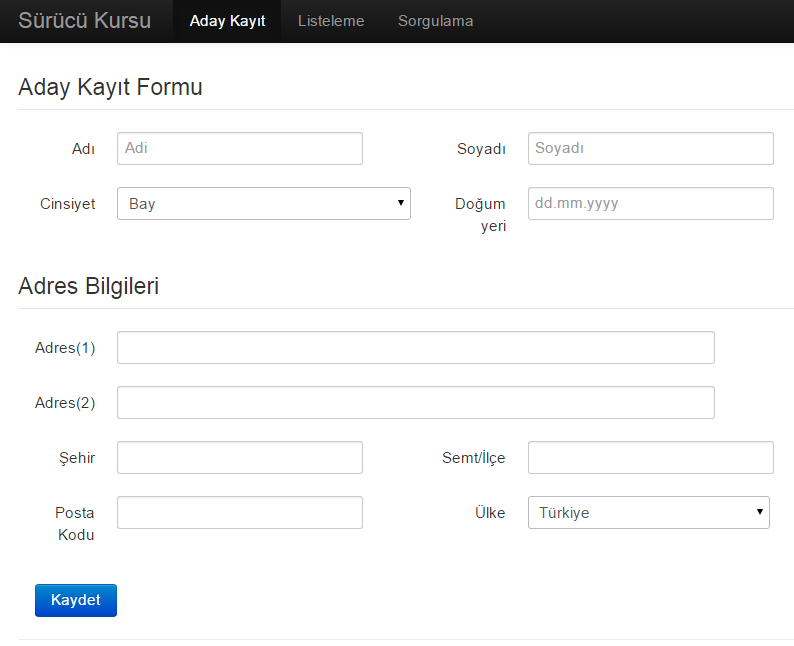 Sürücü Kursu Aday Kayıt Listeleme Sorgulama
Aday Kayıt Formu
Adı Adi Soyadı Soyadı
Cinsiyet Bay Doğum dd.mm.yyyy
yeri
Adres Bilgileri
Adres(1)
Adres(2)
Şehir Semt/İlçe
Posta Ülke Türkiye
Kodu
Kaydet